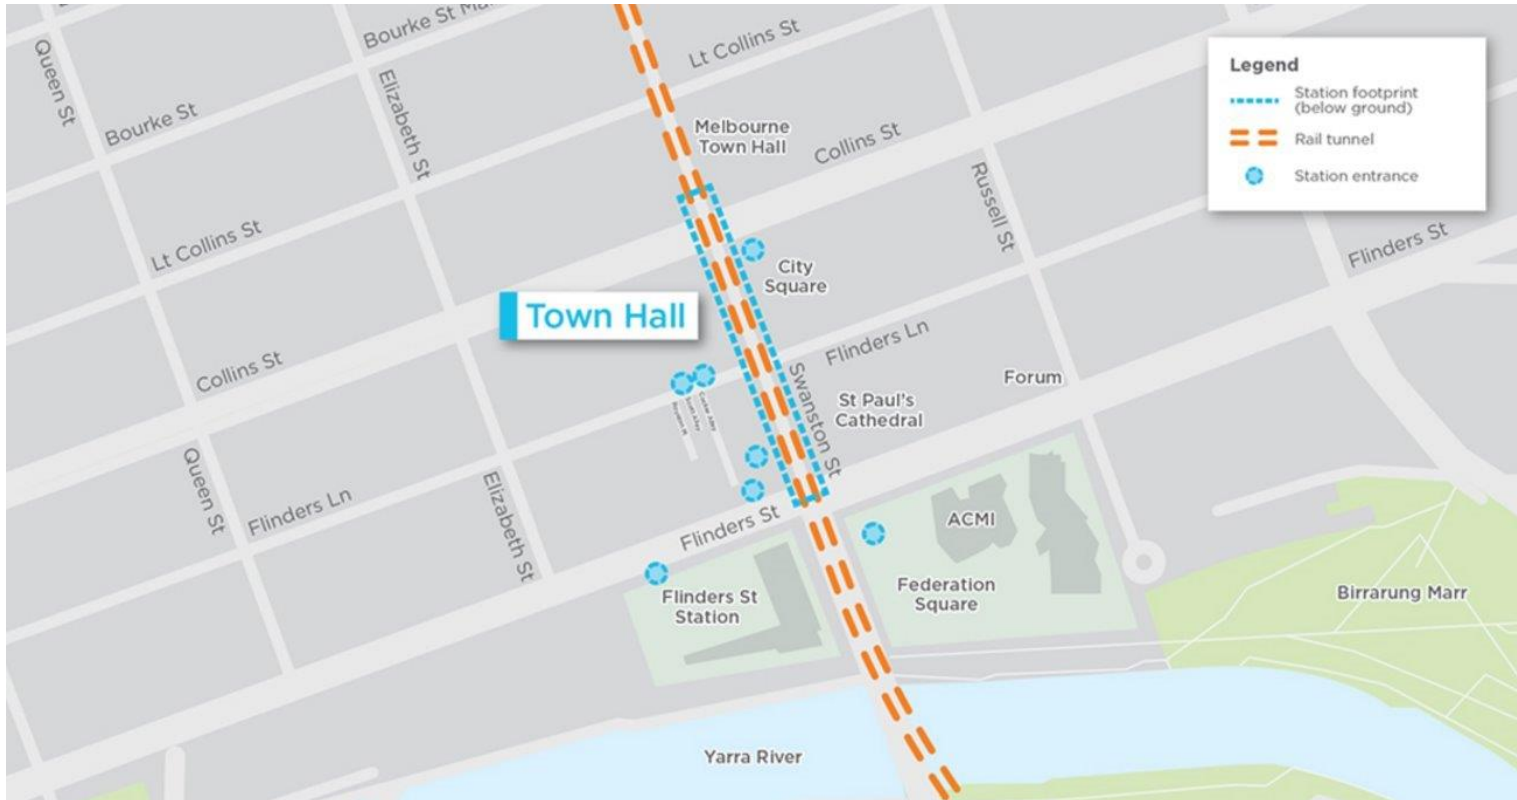 Bourke St
Queen St
Bourke St
Elizabeth St
Lt Collins St
Melbourne
Town Hall
Collins St
Russell St
Legend
Station footprint
(below ground)
Rail tunnel
Station entrance
Lt Collins St
City
Square
Flinders St
Town Hall
Collins St
Flinders Ln
Swanston St
Forum
St Paul's
Cathedral
Queen St
Flinders Ln
Elizabeth St
Flinders St
ACMI
Flinders St
Station
Federation
Square
Birrarung Marr
Yarra River